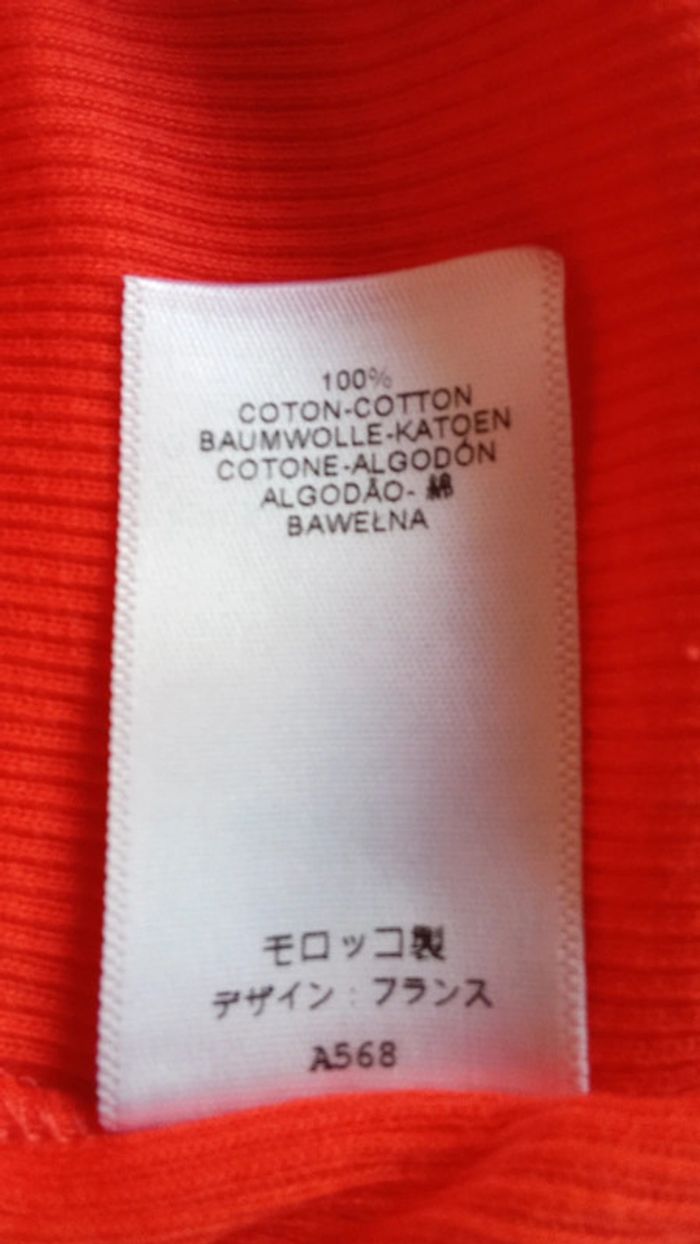 100%
COTON-COTTON
BAUMWOLLE-KATOEN
COTONE-ALGODÓN
ALGODÃO- 綿
BAWEŁNA
モロッコ製
デザイン：フランス
A568